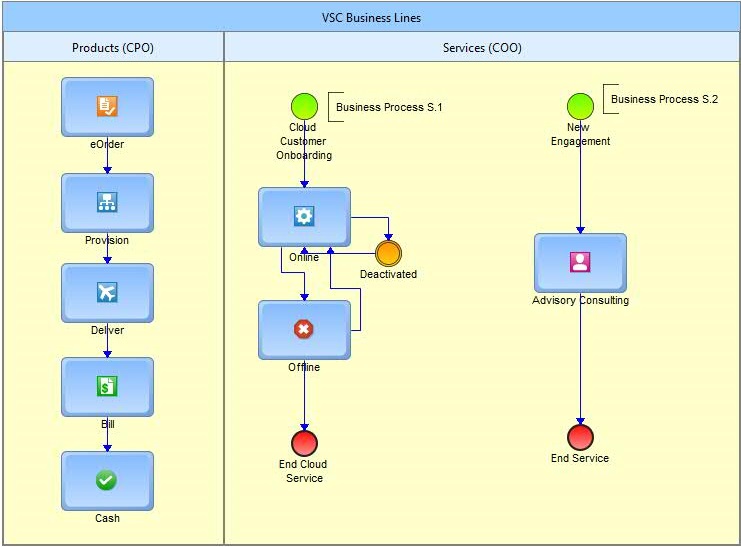 VSC Business Lines
Products (CPO)
Services (COO)
eOrder
Provision
Deliver
Bill
$
Cash
Business Process S.1
Cloud
Customer
Onboarding
Online
Deactivated
Offline
End Cloud
Service
Business Process S.2
New
Engagement
Advisory Consulting
End Service